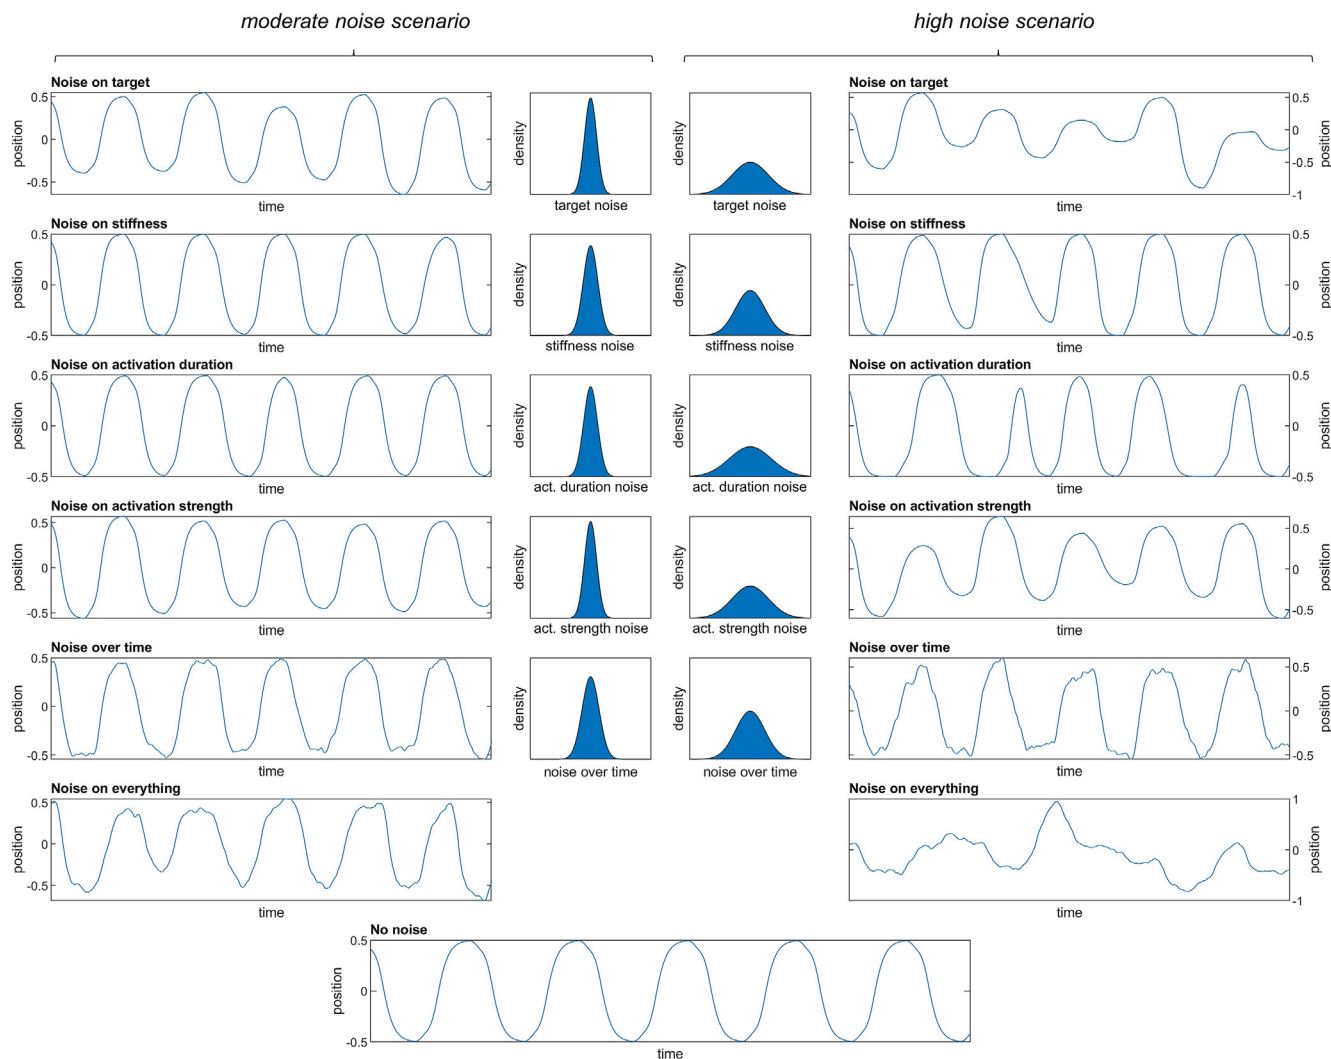 moderate noise scenario
high noise scenario
Noise on target
0.5
0
-0.5
position
time
density
target noise
density
target noise
Noise on target
0.5
0
-0.5
-1
position
time
Noise on stiffness
0.5
0
-0.5
position
time
density
stiffness noise
density
stiffness noise
Noise on stiffness
0.5
0
-0.5
position
time
Noise on activation duration
0.5
0
-0.5
position
time
density
act. duration noise
density
act. duration noise
Noise on activation duration
0.5
0
-0.5
position
time
Noise on activation strength
0.5
0
-0.5
position
time
density
act. strength noise
density
act. strength noise
Noise on activation strength
0.5
0
-0.5
position
time
Noise over time
0.5
0
-0.5
position
time
density
noise over time
density
noise over time
Noise over time
0.5
0
-0.5
position
time
Noise on everything
0.5
0
-0.5
position
time
Noise on everything
1
0
-1
position
time
No noise
0.5
0
-0.5
position
time